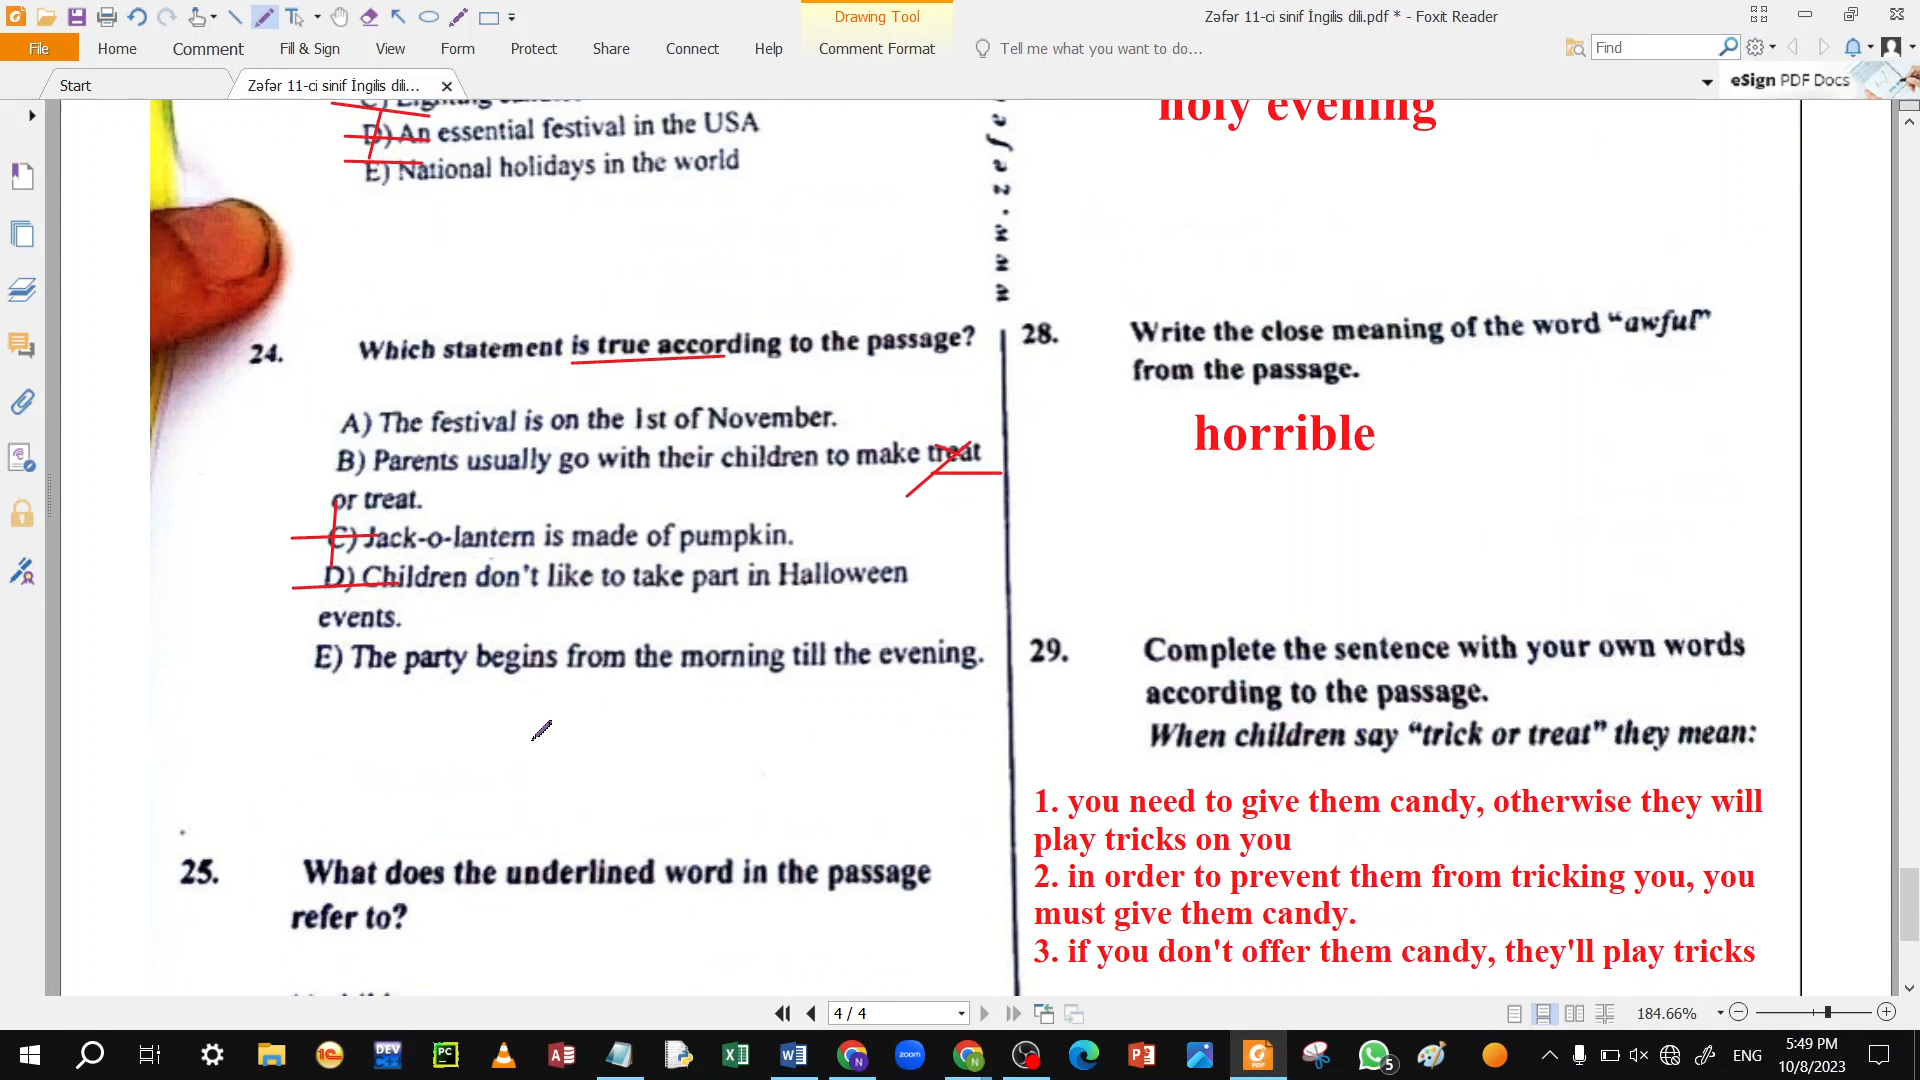 Drawing Tool
Zəfər 11-ci sinif İngilis dili.pdf * - Foxit Reader
File
Home
Comment
Fill & Sign
View
Form
Protect
Share
Connect
Help
Comment Format
Tell me what you want to do...
Find
Start
Zəfər 11-ci sinif İngilis dili...
eSign PDF Docs
D) An essential festival in the USA
E) National holidays in the world
24. Which statement is true according to the passage?
A) The festival is on the 1st of November.
B) Parents usually go with their children to make treat
or treat.
C) Jack-o-lantern is made of pumpkin.
D) Children don't like to take part in Halloween
events.
E) The party begins from the morning till the evening.
25. What does the underlined word in the passage
refer to?
holy evening
28. Write the close meaning of the word "awful"
from the passage.
horrible
29. Complete the sentence with your own words
according to the passage.
When children say "trick or treat" they mean:
1. you need to give them candy, otherwise they will
play tricks on you
2. in order to prevent them from tricking you, you
must give them candy.
3. if you don't offer them candy, they'll play tricks
4 / 4
184.66%
ENG
5:49 PM
10/8/2023